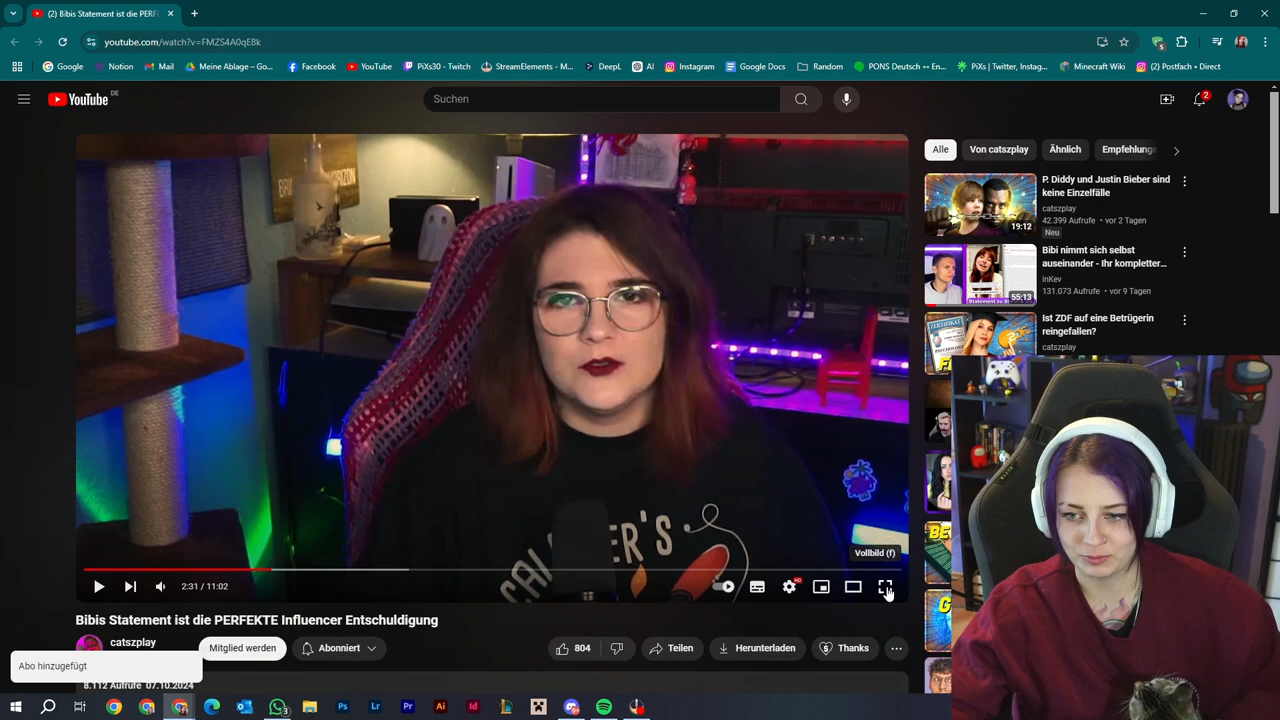 (2) Bibis Statement ist die PERF
youtube.com/watch?v=FMZS4A0qE8k
Google
Notion
Mail
Meine Ablage – Go...
Facebook
YouTube
PiXs30 - Twitch
StreamElements - M...
DeepL
AI
Instagram
Google Docs
Random
PONS Deutsch ↔ En...
PiXs | Twitter, Instag...
Minecraft Wiki
(2) Postfach • Direct
YouTube DE
Suchen
2
Alle
Von catszplay
Ähnlich
Empfehlung
P. Diddy und Justin Bieber sind
keine Einzelfälle
catszplay
42.399 Aufrufe • vor 2 Tagen
Neu
19:12
Bibi nimmt sich selbst
auseinander - Ihr kompletter...
inKev
131.073 Aufrufe • vor 9 Tagen
55:13
Ist ZDF auf eine Betrügerin
reingefallen?
catszplay
Vollbild (f)
2:31 / 11:02
HD
Bibis Statement ist die PERFEKTE Influencer Entschuldigung
catszplay
Mitglied werden
Abonniert
804
Teilen
Herunterladen
Thanks
Abo hinzugefügt
8.112 Aufrufe 07.10.2024